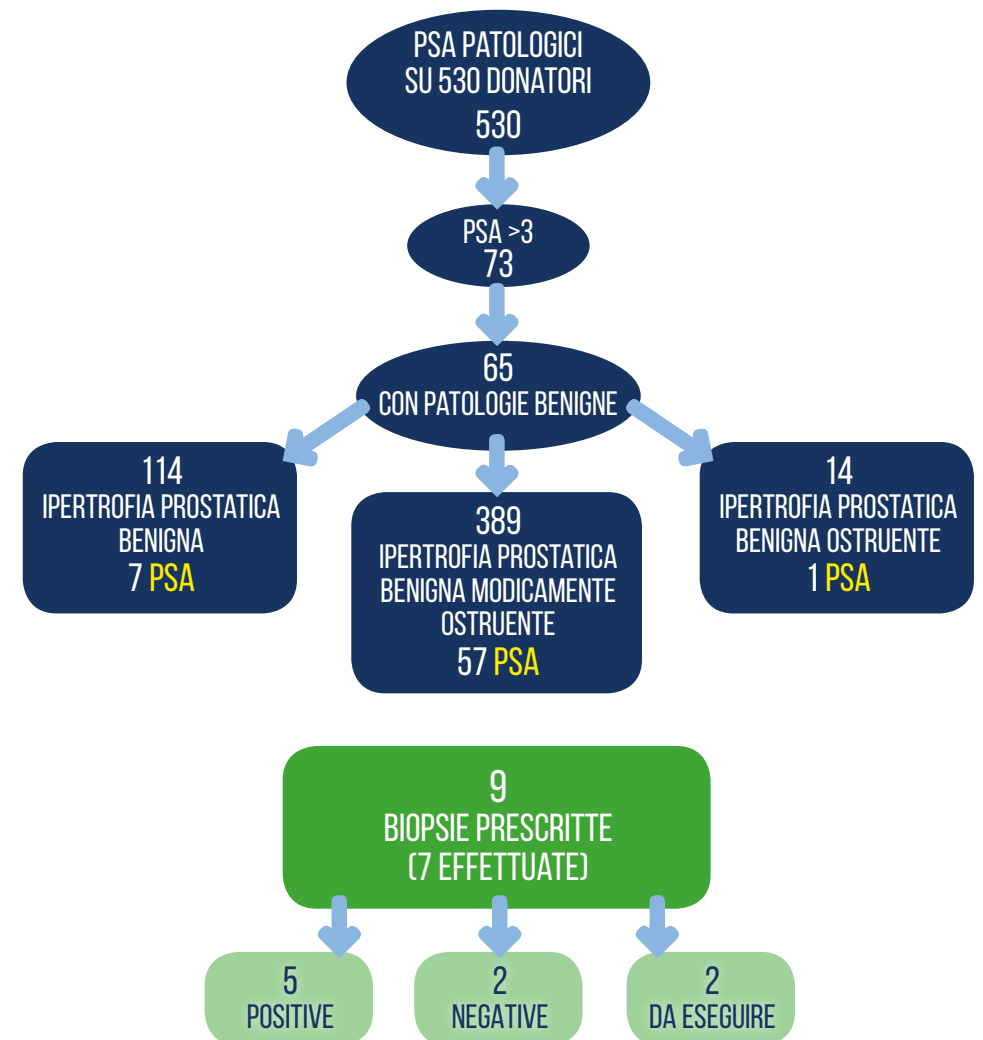 PSA PATOLOGICI
SU 530 DONATORI
530
PSA >3
73
65
CON PATOLOGIE BENIGNE
114
IPERTROFIA PROSTATICA
BENIGNA
7 PSA
389
IPERTROFIA PROSTATICA
BENIGNA MODICAMENTE
OSTRUENTE
57 PSA
14
IPERTROFIA PROSTATICA
BENIGNA OSTRUENTE
1 PSA
9
BIOPSIE PRESCRITTE
(7 EFFETTUATE)
5
POSITIVE
2
NEGATIVE
2
DA ESEGUIRE